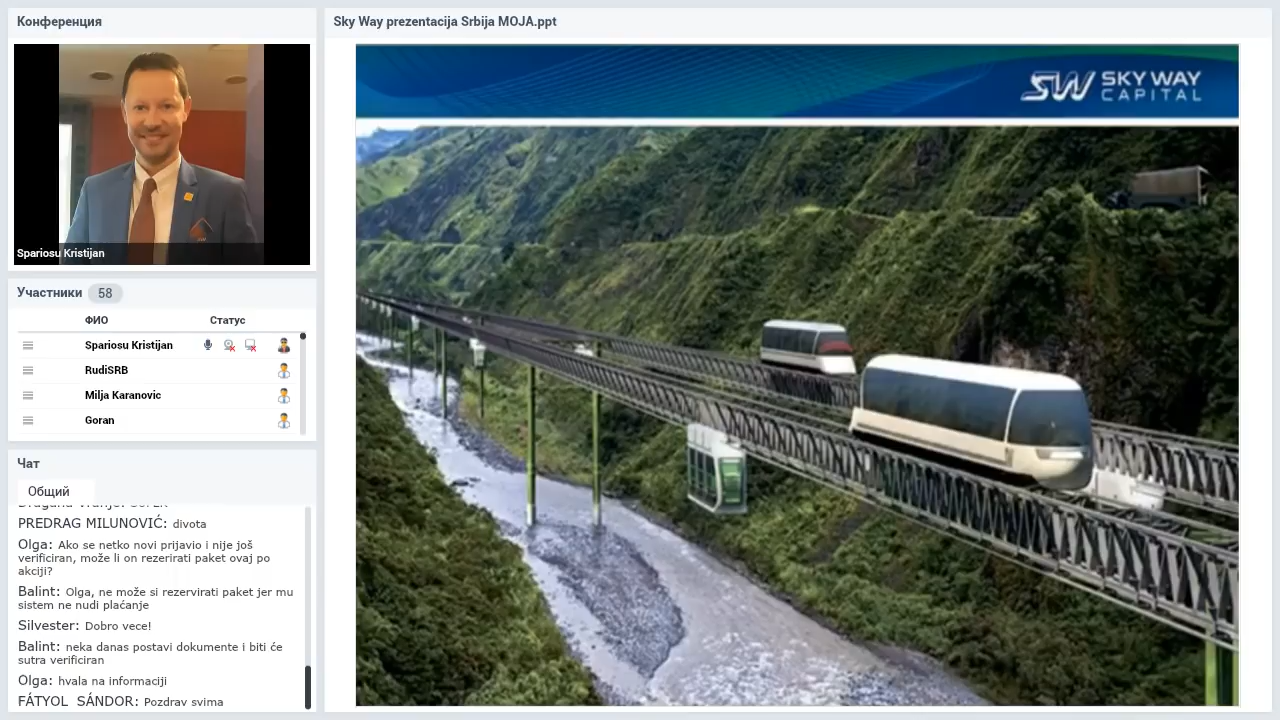 Конференция
Spariosu Kristijan
Участники 58
ФИО Статус
Spariosu Kristijan
RudiSRB
Milja Karanovic
Goran
Чат
Общий
PREDRAG MILUNOVIĆ: divota
Olga: Ako se netko novi prijavio i nije još
verificiran, može li on rezerirati paket ovaj po
akciji?
Balint: Olga, ne može si rezervirati paket jer mu
sistem ne nudi plaćanje
Silvester: Dobro vece!
Balint: neka danas postavi dokumente i biti će
sutra verificiran
Olga: hvala na informaciji
FÁTYOL SÁNDOR: Pozdrav svima
Sky Way prezentacija Srbija MOJA.ppt
SW SKY WAY
CAPITAL